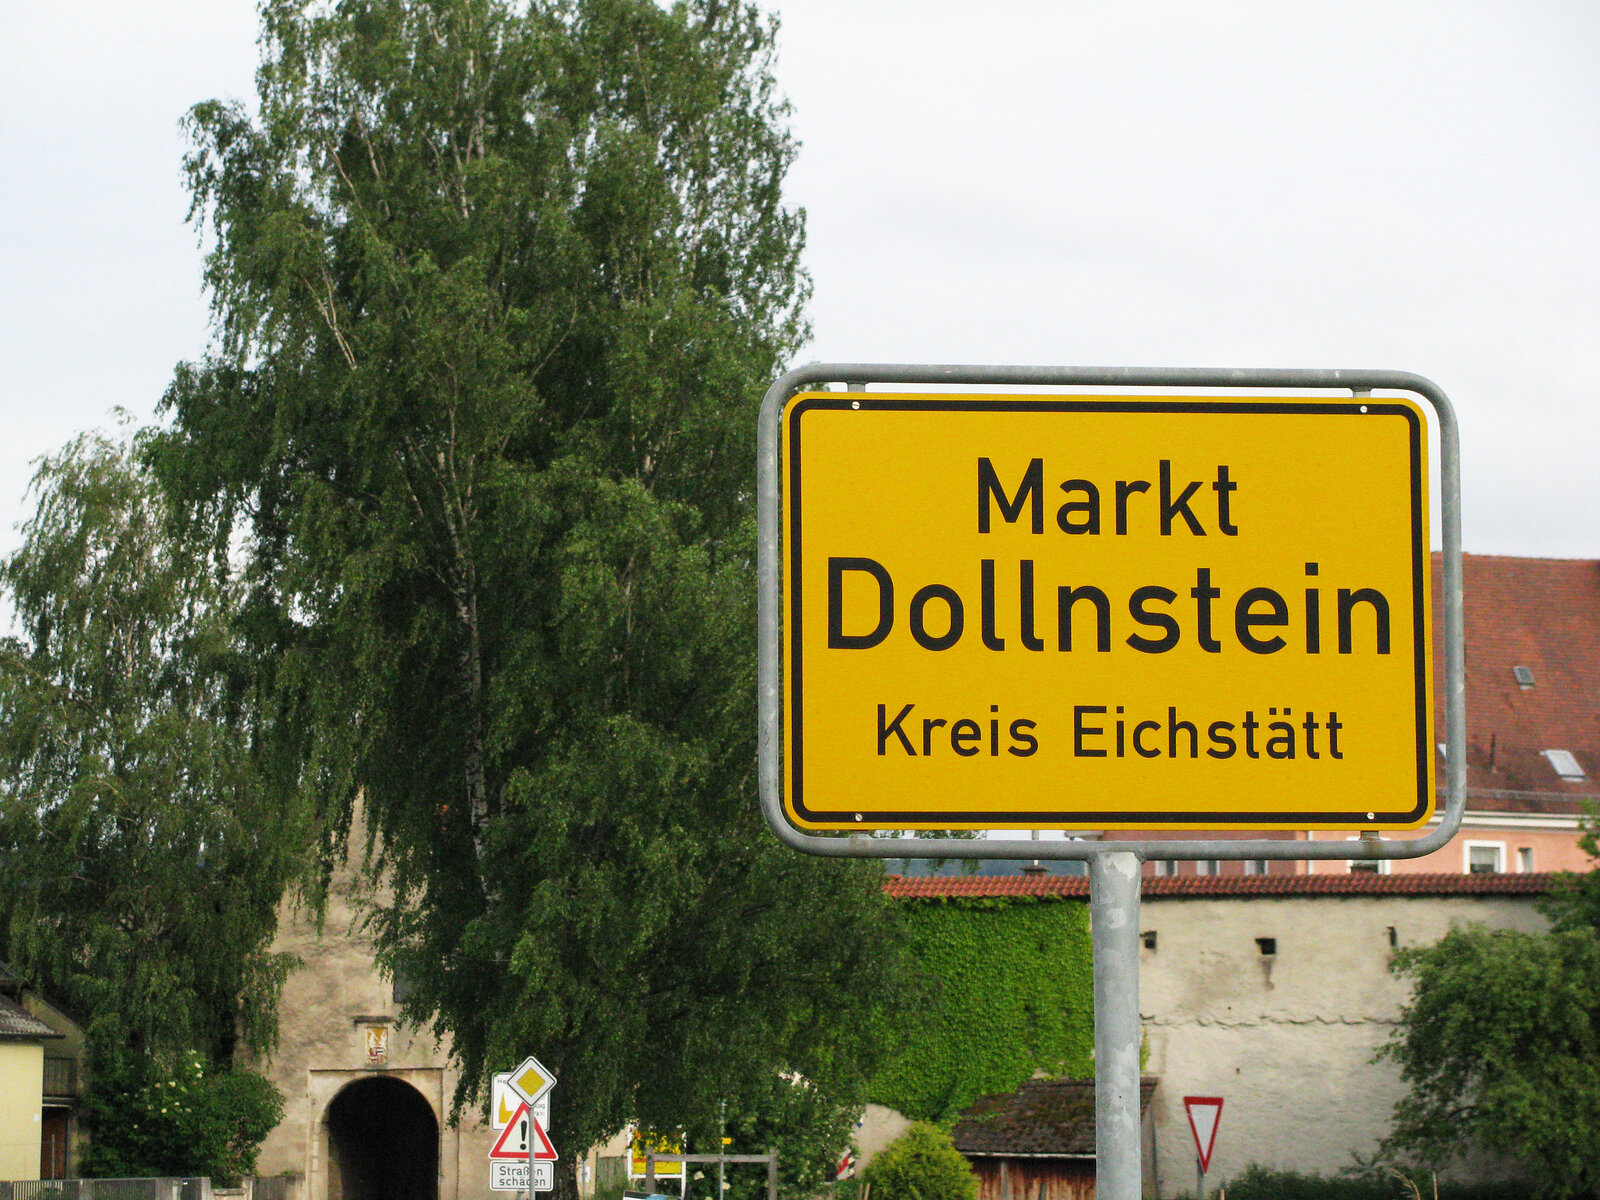 Markt
Dollnstein
Kreis Eichstätt
Straßen
schäden